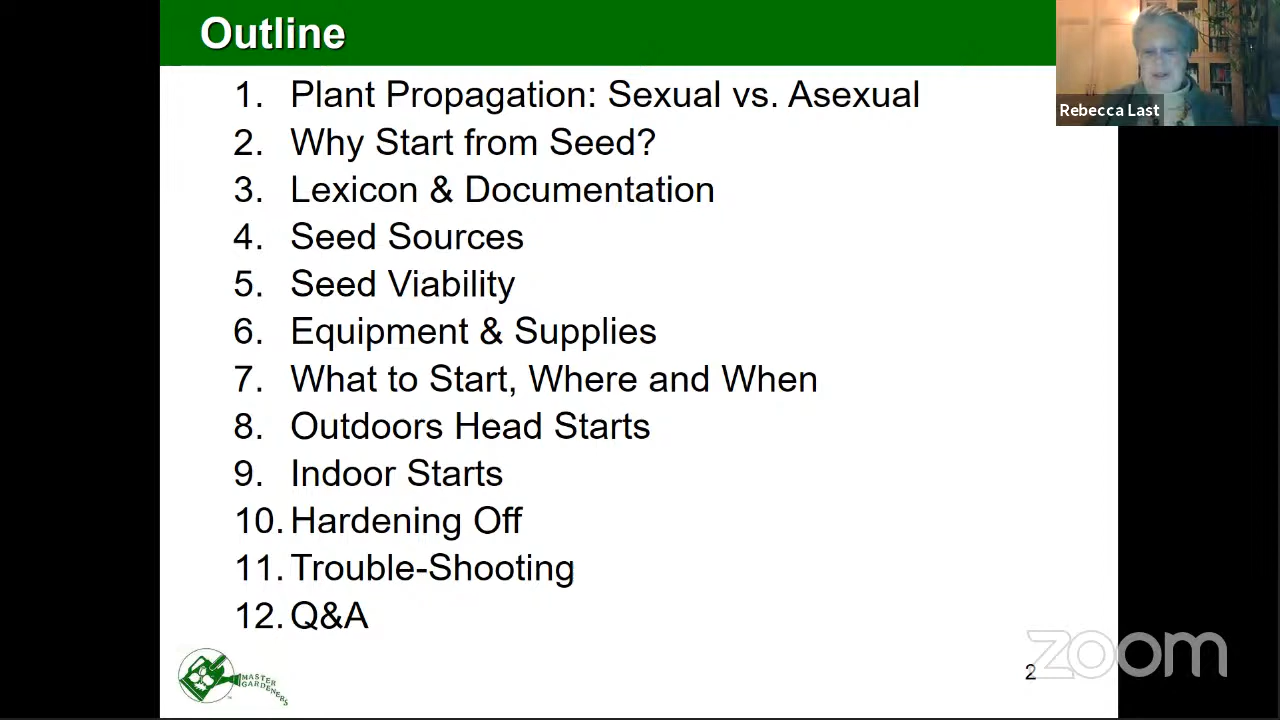 Outline
1. Plant Propagation: Sexual vs. Asexual
2. Why Start from Seed?
3. Lexicon & Documentation
4. Seed Sources
5. Seed Viability
6. Equipment & Supplies
7. What to Start, Where and When
8. Outdoors Head Starts
9. Indoor Starts
10. Hardening Off
11. Trouble-Shooting
12. Q&A
Rebecca Last
MASTER
GARDENERS
2
zoom